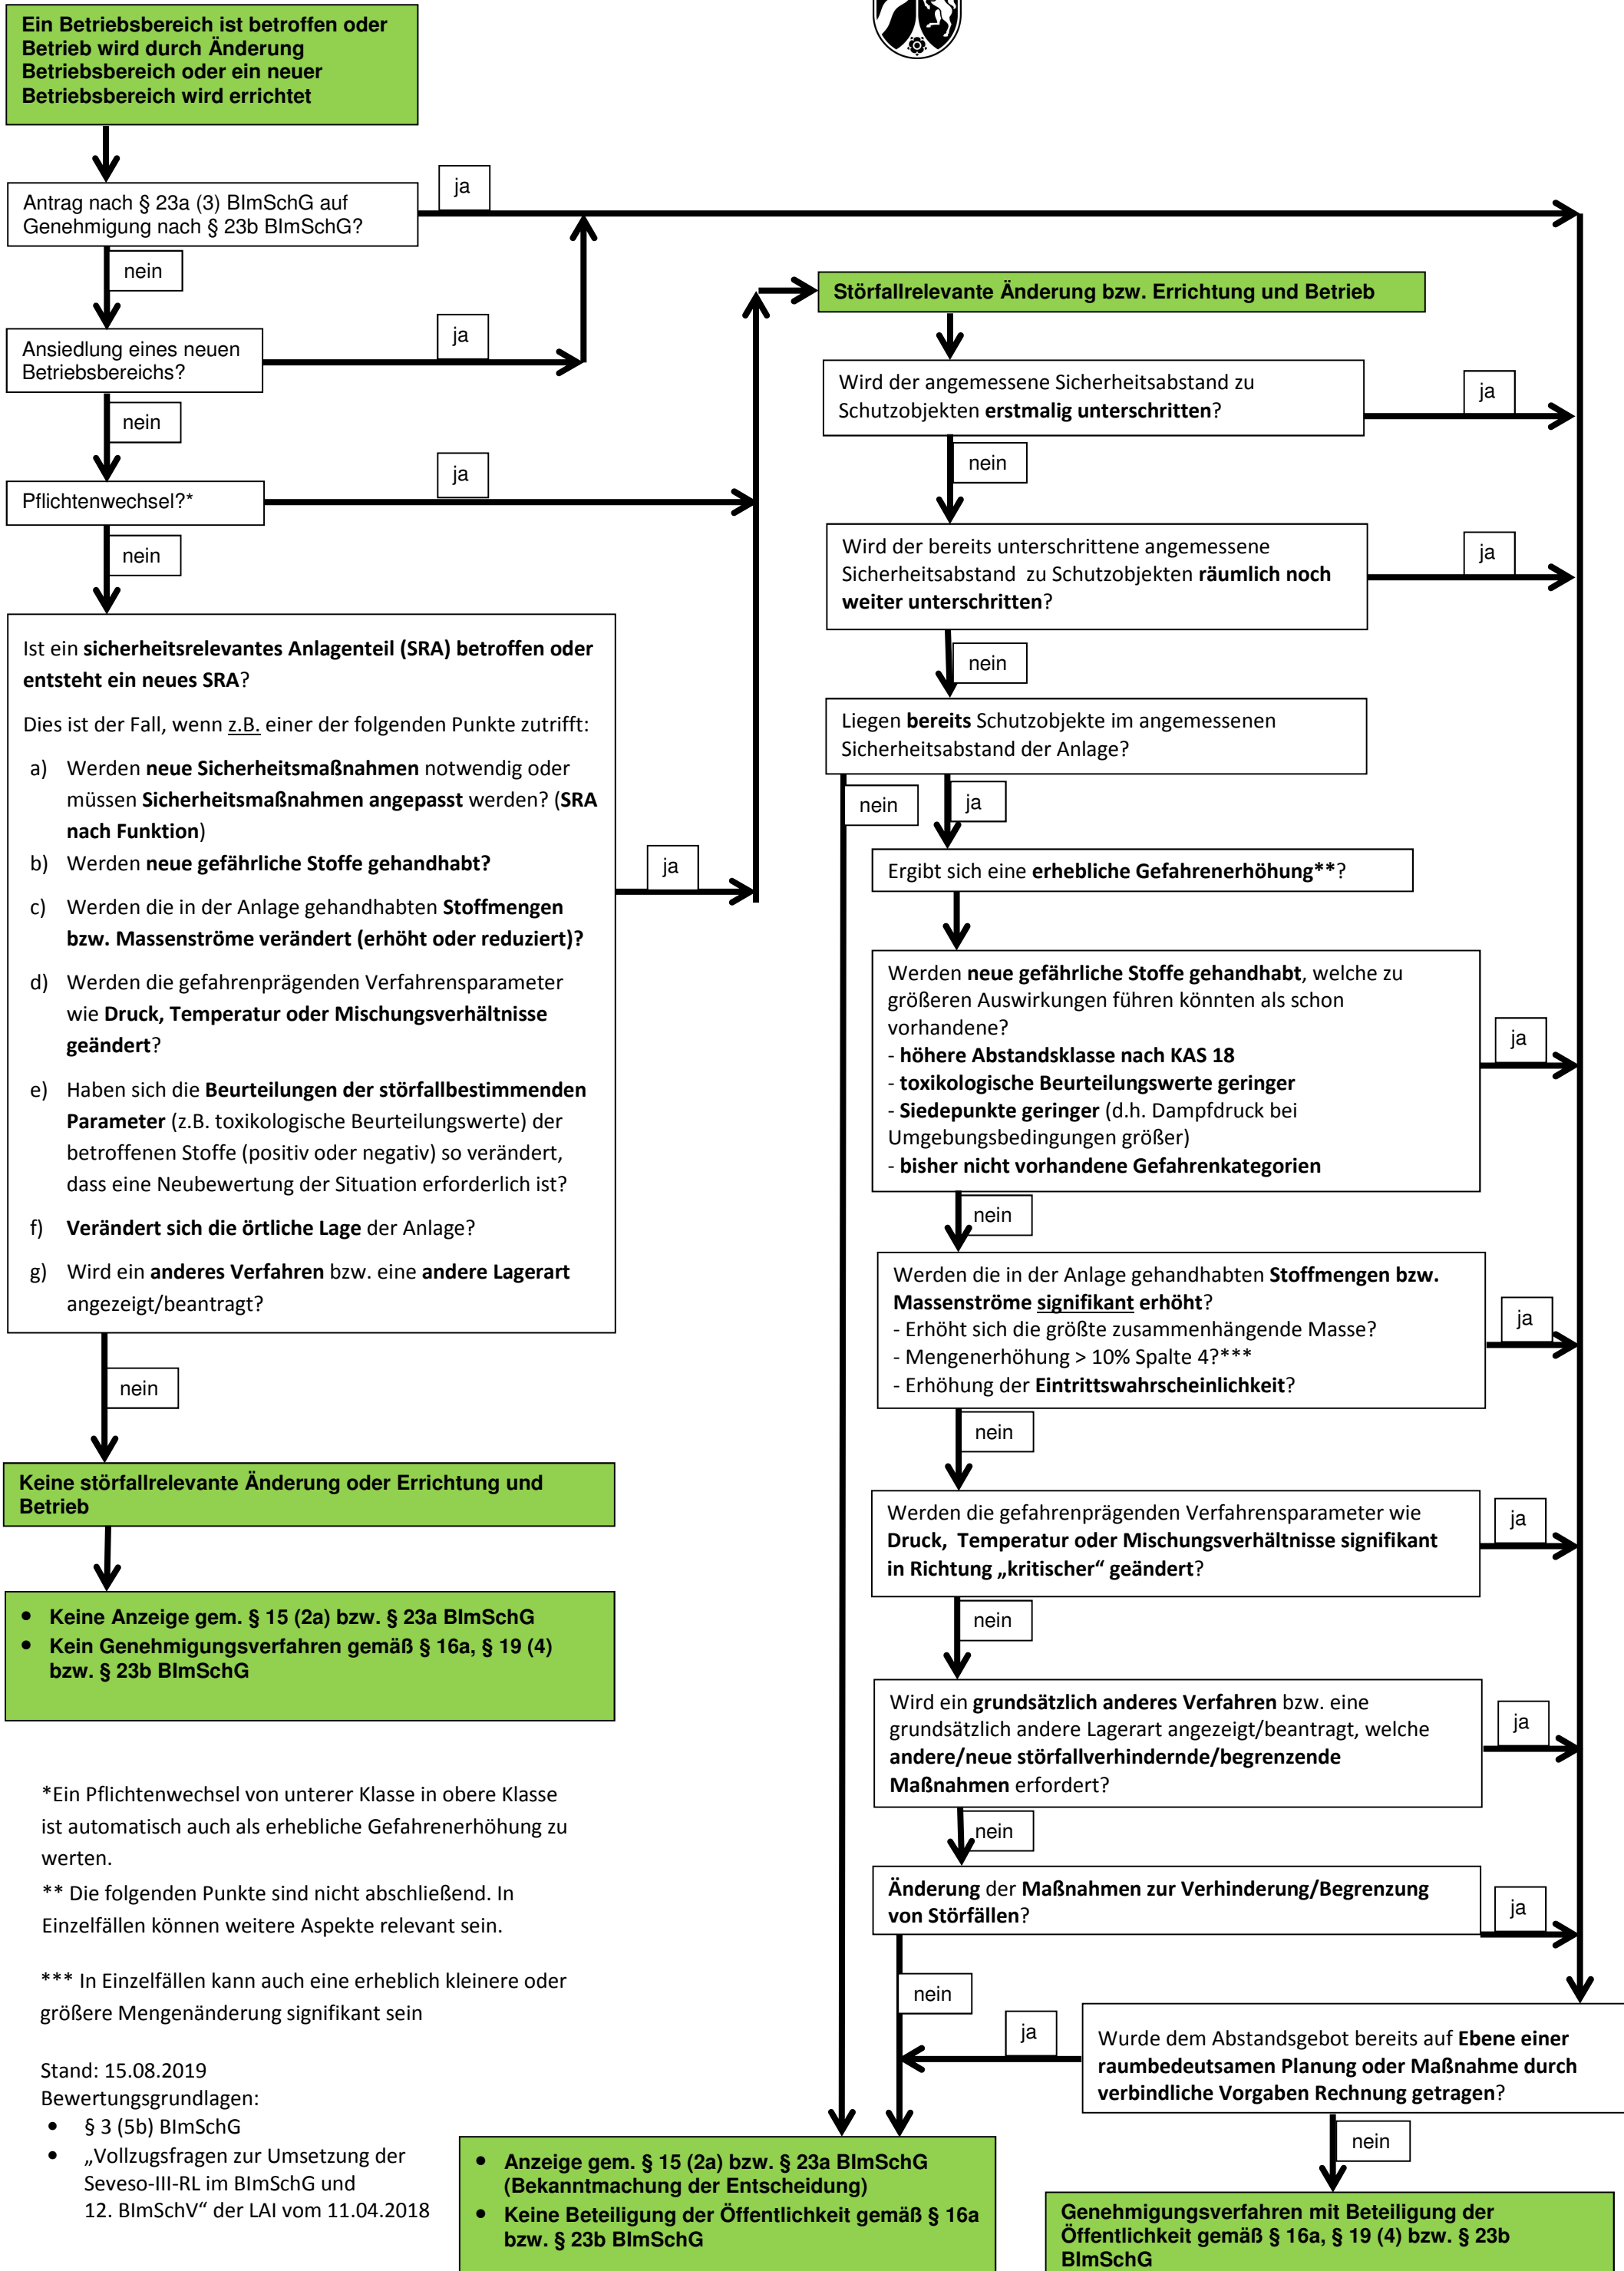 Ein Betriebsbereich ist betroffen oder
Betrieb wird durch Änderung
Betriebsbereich oder ein neuer
Betriebsbereich wird errichtet
Antrag nach § 23a (3) BImSchG auf
Genehmigung nach § 23b BImSchG?
ja
nein
Ansiedlung eines neuen
Betriebsbereichs?
ja
nein
Pflichtenwechsel?*
ja
nein
Ist ein sicherheitsrelevantes Anlagenteil (SRA) betroffen oder
entsteht ein neues SRA?
Dies ist der Fall, wenn z.B. einer der folgenden Punkte zutrifft:
a) Werden neue Sicherheitsmaßnahmen notwendig oder
müssen Sicherheitsmaßnahmen angepasst werden? (SRA
nach Funktion)
b) Werden neue gefährliche Stoffe gehandhabt?
c) Werden die in der Anlage gehandhabten Stoffmengen
bzw. Massenströme verändert (erhöht oder reduziert)?
d) Werden die gefahrenprägenden Verfahrensparameter
wie Druck, Temperatur oder Mischungsverhältnisse
geändert?
e) Haben sich die Beurteilungen der störfallbestimmenden
Parameter (z.B. toxikologische Beurteilungswerte) der
betroffenen Stoffe (positiv oder negativ) so verändert,
dass eine Neubewertung der Situation erforderlich ist?
f) Verändert sich die örtliche Lage der Anlage?
g) Wird ein anderes Verfahren bzw. eine andere Lagerart
angezeigt/beantragt?
ja
nein
Keine störfallrelevante Änderung oder Errichtung und
Betrieb
• Keine Anzeige gem. § 15 (2a) bzw. § 23a BImSchG
• Kein Genehmigungsverfahren gemäß § 16a, § 19 (4)
bzw. § 23b BImSchG
*Ein Pflichtenwechsel von unterer Klasse in obere Klasse
ist automatisch auch als erhebliche Gefahrenerhöhung zu
werten.
** Die folgenden Punkte sind nicht abschließend. In
Einzelfällen können weitere Aspekte relevant sein.
*** In Einzelfällen kann auch eine erheblich kleinere oder
größere Mengenänderung signifikant sein
Stand: 15.08.2019
Bewertungsgrundlagen:
• § 3 (5b) BImSchG
• „Vollzugsfragen zur Umsetzung der
Seveso-III-RL im BImSchG und
12. BImSchV“ der LAI vom 11.04.2018
Störfallrelevante Änderung bzw. Errichtung und Betrieb
Wird der angemessene Sicherheitsabstand zu
Schutzobjekten erstmalig unterschritten?
ja
nein
Wird der bereits unterschrittene angemessene
Sicherheitsabstand zu Schutzobjekten räumlich noch
weiter unterschritten?
ja
nein
Liegen bereits Schutzobjekte im angemessenen
Sicherheitsabstand der Anlage?
nein
ja
Ergibt sich eine erhebliche Gefahrenerhöhung**?
Werden neue gefährliche Stoffe gehandhabt, welche zu
größeren Auswirkungen führen könnten als schon
vorhandene?
- höhere Abstandsklasse nach KAS 18
- toxikologische Beurteilungswerte geringer
- Siedepunkte geringer (d.h. Dampfdruck bei
Umgebungsbedingungen größer)
- bisher nicht vorhandene Gefahrenkategorien
ja
nein
Werden die in der Anlage gehandhabten Stoffmengen bzw.
Massenströme signifikant erhöht?
- Erhöht sich die größte zusammenhängende Masse?
- Mengenerhöhung > 10% Spalte 4?***
- Erhöhung der Eintrittswahrscheinlichkeit?
ja
nein
Werden die gefahrenprägenden Verfahrensparameter wie
Druck, Temperatur oder Mischungsverhältnisse signifikant
in Richtung „kritischer“ geändert?
ja
nein
Wird ein grundsätzlich anderes Verfahren bzw. eine
grundsätzlich andere Lagerart angezeigt/beantragt, welche
andere/neue störfallverhindernde/begrenzende
Maßnahmen erfordert?
ja
nein
Änderung der Maßnahmen zur Verhinderung/Begrenzung
von Störfällen?
ja
nein
Wurde dem Abstandsgebot bereits auf Ebene einer
raumbedeutsamen Planung oder Maßnahme durch
verbindliche Vorgaben Rechnung getragen?
ja
nein
• Anzeige gem. § 15 (2a) bzw. § 23a BImSchG
(Bekanntmachung der Entscheidung)
• Keine Beteiligung der Öffentlichkeit gemäß § 16a
bzw. § 23b BImSchG
Genehmigungsverfahren mit Beteiligung der
Öffentlichkeit gemäß § 16a, § 19 (4) bzw. § 23b
BImSchG